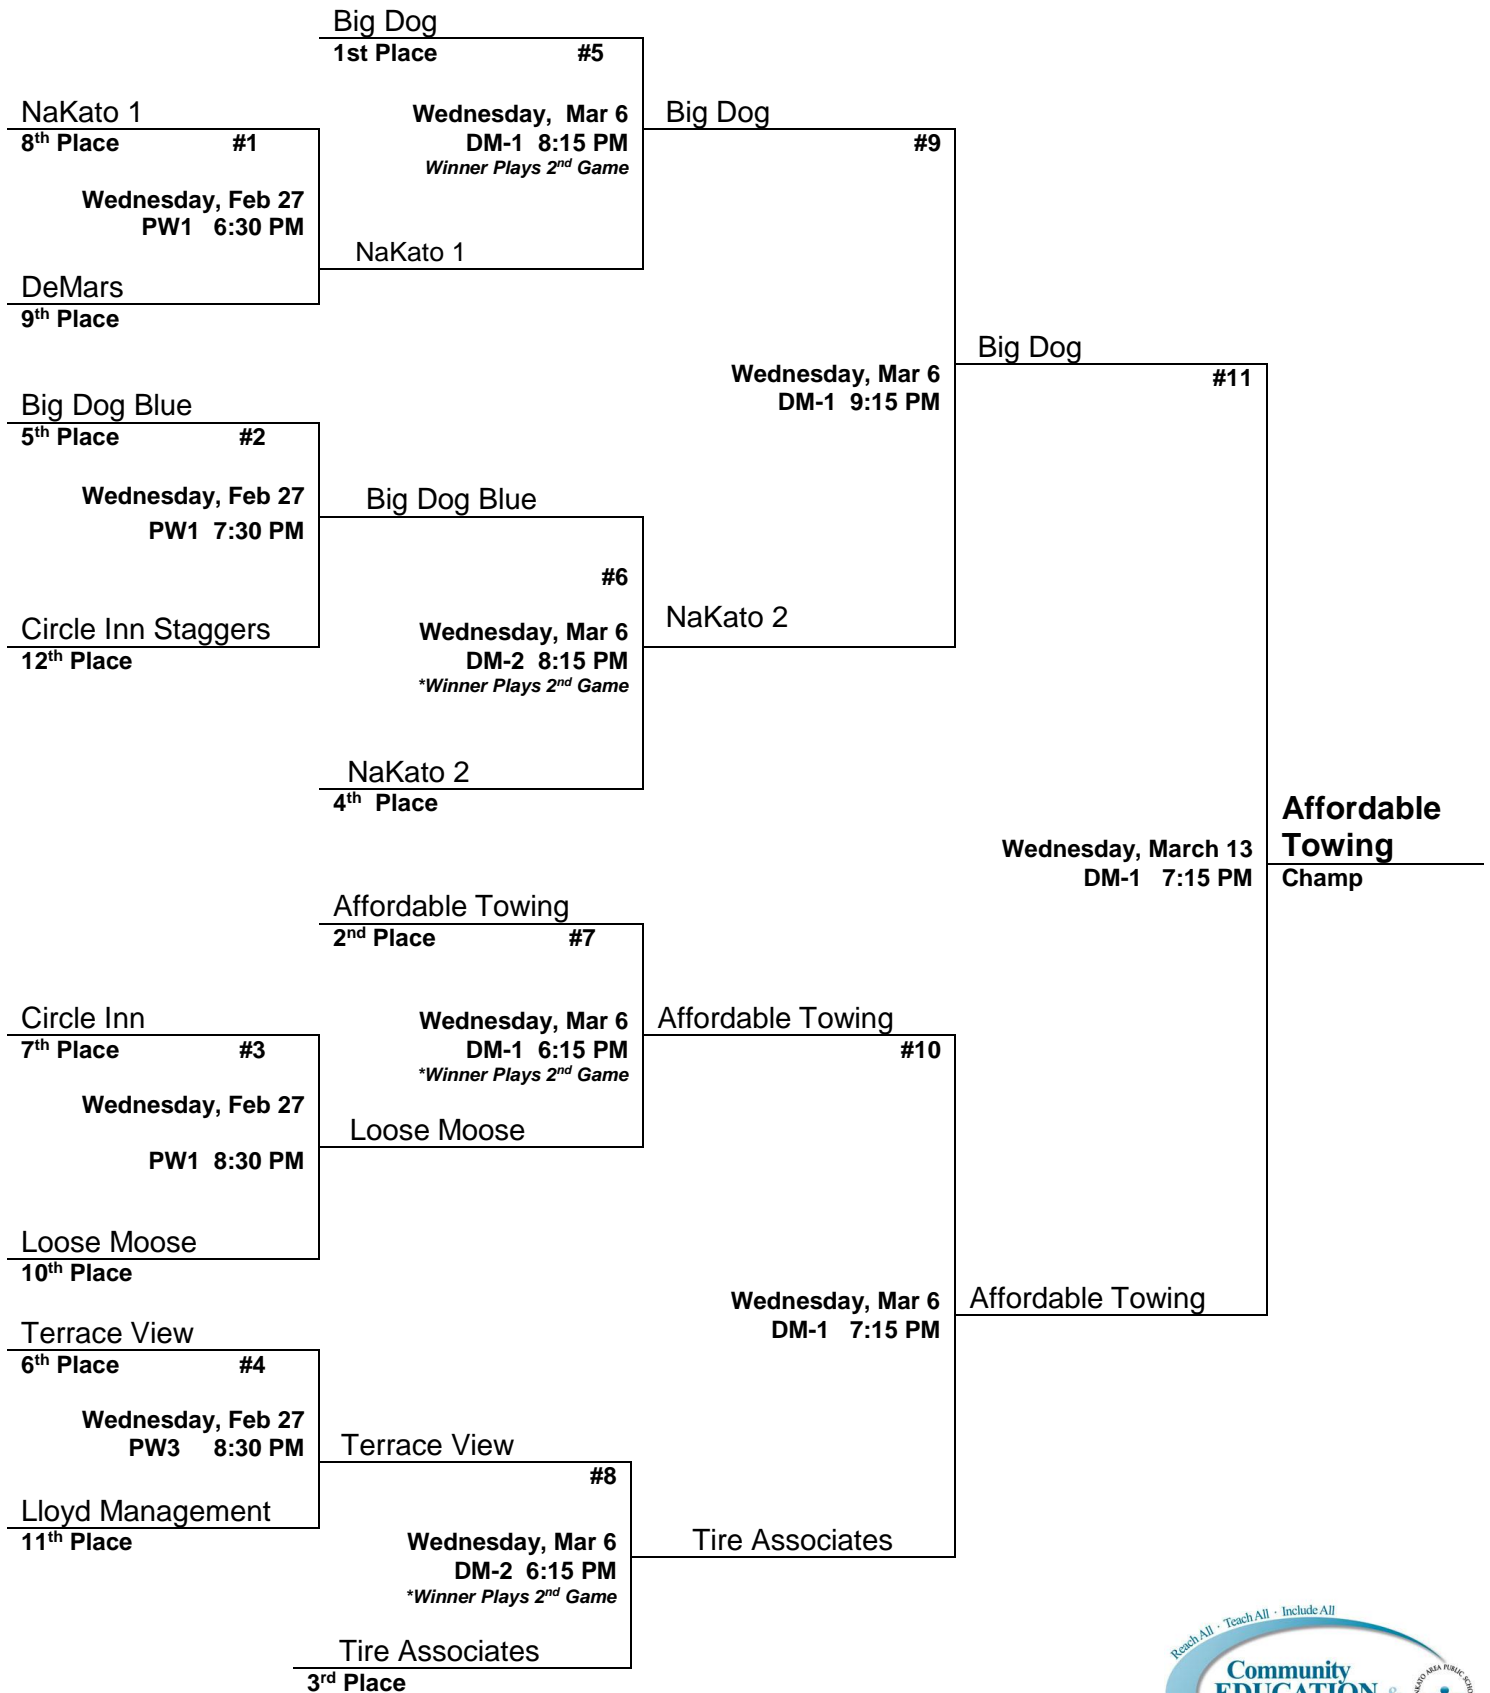 Big Dog
1st Place #5
NaKato 1
8th Place #1
Wednesday, Mar 6
DM-1 8:15 PM
Winner Plays 2nd Game
Big Dog
#9
Wednesday, Feb 27
PW1 6:30 PM
NaKato 1
DeMars
9th Place
Big Dog
#11
Wednesday, Mar 6
DM-1 9:15 PM
Big Dog Blue
5th Place #2
Wednesday, Feb 27
PW1 7:30 PM
Big Dog Blue
#6
Circle Inn Staggers
12th Place
Wednesday, Mar 6
DM-2 8:15 PM
*Winner Plays 2nd Game
NaKato 2
NaKato 2
4th Place
Affordable
Towing
Champ
Wednesday, March 13
DM-1 7:15 PM
Affordable Towing
2nd Place #7
Circle Inn
7th Place #3
Wednesday, Mar 6
DM-1 6:15 PM
*Winner Plays 2nd Game
Affordable Towing
#10
Wednesday, Feb 27
PW1 8:30 PM
Loose Moose
Loose Moose
10th Place
Wednesday, Mar 6
DM-1 7:15 PM
Affordable Towing
Terrace View
6th Place #4
Wednesday, Feb 27
PW3 8:30 PM
Terrace View
#8
Lloyd Management
11th Place
Wednesday, Mar 6
DM-2 6:15 PM
*Winner Plays 2nd Game
Tire Associates
Tire Associates
3rd Place
Reach All · Teach All · Include All
Community
EDUCATION &